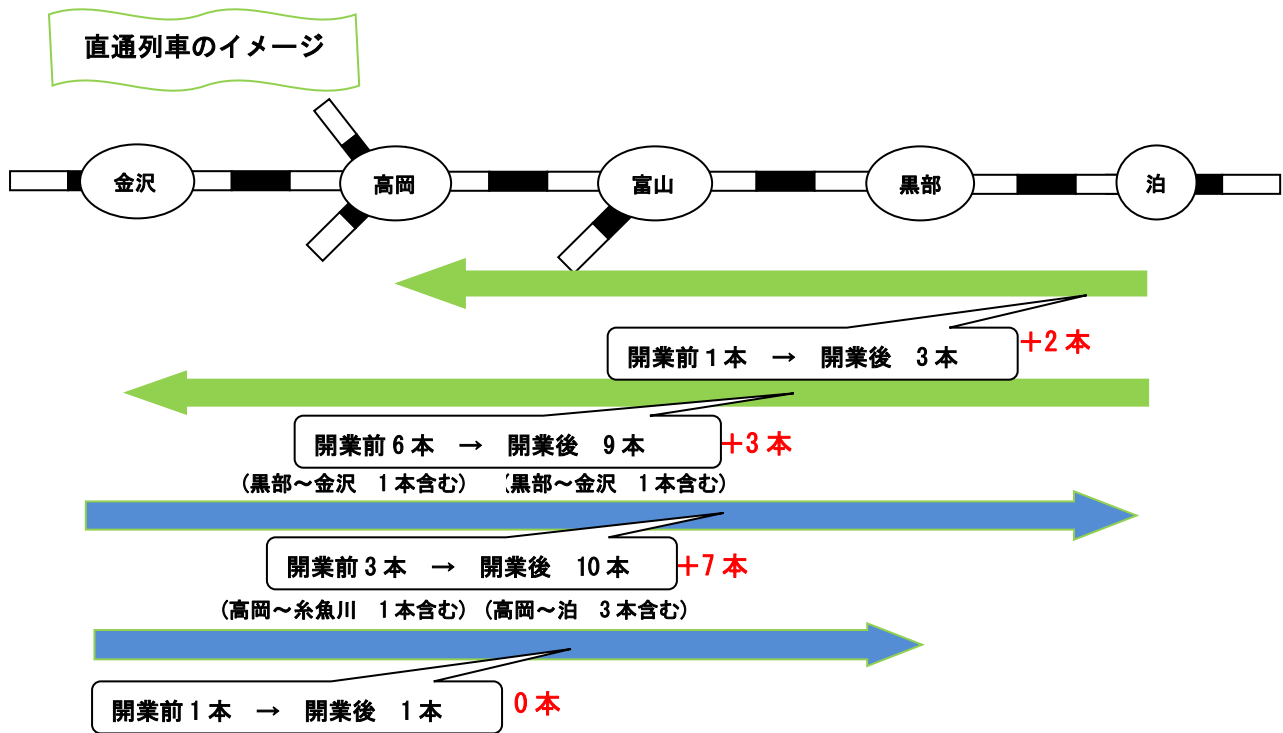 直通列車のイメージ
金沢
高岡
富山
黒部
泊
開業前1本 → 開業後 3本
+2本
開業前6本 → 開業後 9本
+3本
(黒部～金沢 1本含む) (黒部～金沢 1本含む)
開業前3本 → 開業後 10本
+7本
(高岡～糸魚川 1本含む) (高岡～泊 3本含む)
開業前1本 → 開業後 1本
0本